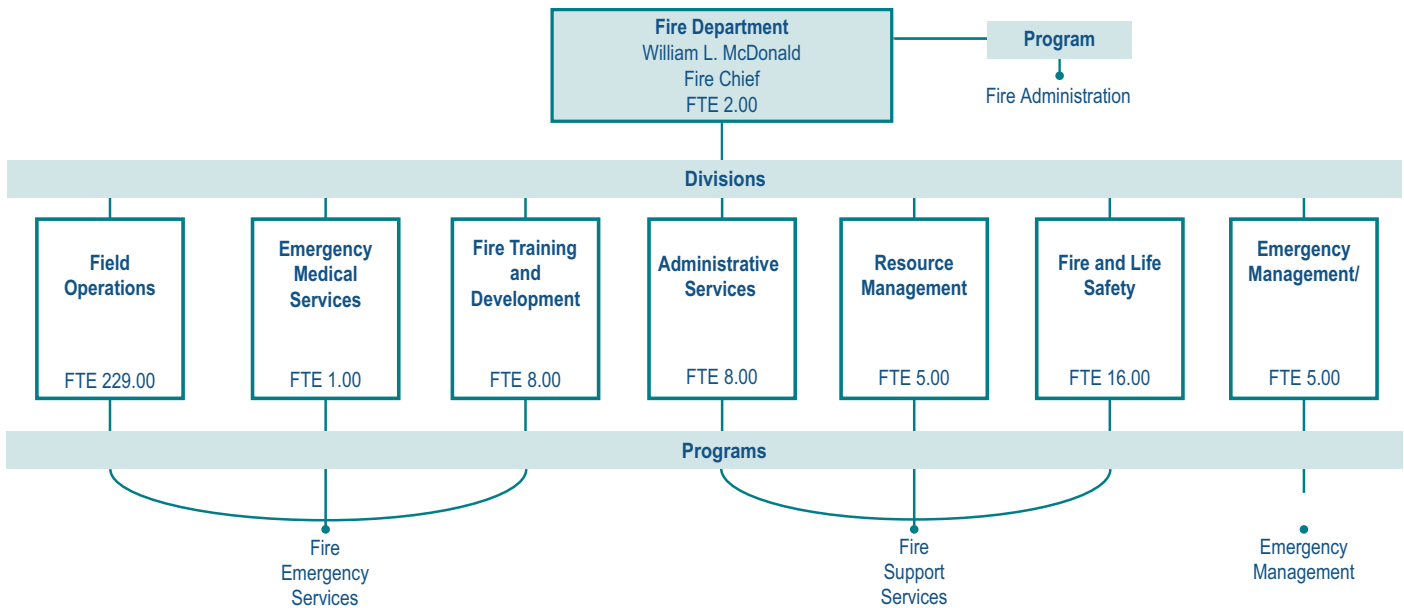 Fire Department
William L. McDonald
Fire Chief
FTE 2.00
Program
Fire Administration
Divisions
Field
Operations
FTE 229.00
Emergency
Medical
Services
FTE 1.00
Fire Training
and
Development
FTE 8.00
Administrative
Services
FTE 8.00
Resource
Management
FTE 5.00
Fire and Life
Safety
FTE 16.00
Emergency
Management/
FTE 5.00
Programs
Fire
Emergency
Services
Fire
Support
Services
Emergency
Management